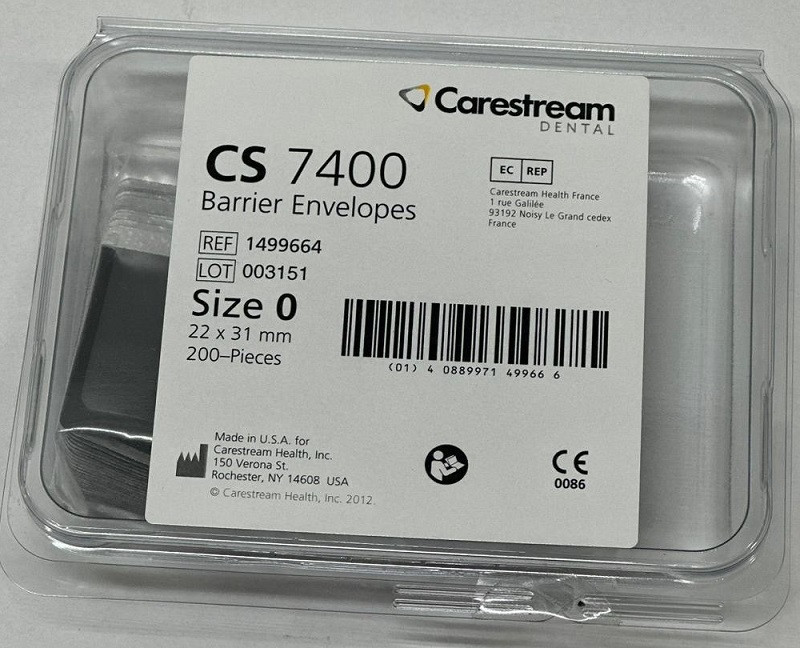 Carestream
DENTAL
CS 7400
Barrier Envelopes
EC REP
Carestream Health France
1 rue Galilée
93192 Noisy Le Grand cedex
France
REF 1499664
LOT 003151
Size 0
22 x 31 mm
200–Pieces
(01) 4 0889971 49966 6
Made in U.S.A. for
Carestream Health, Inc.
150 Verona St.
Rochester, NY 14608 USA
© Carestream Health, Inc. 2012.
CE
0086